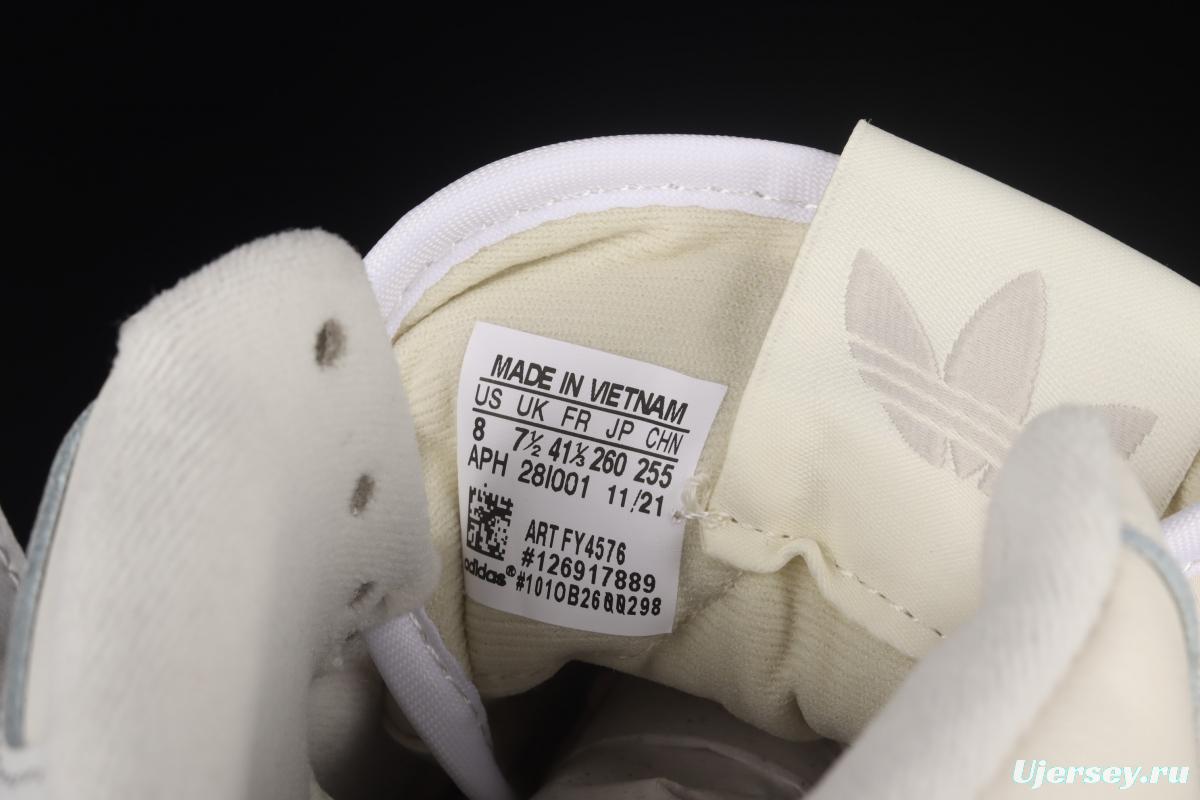 MADE IN VIETNAM
US UK FR JP CHN
8 7½ 41⅓ 260 255
APH 28I001 11/21
ART FY4576
#126917889
adidas® #101OB2600298
Ujersey.ru